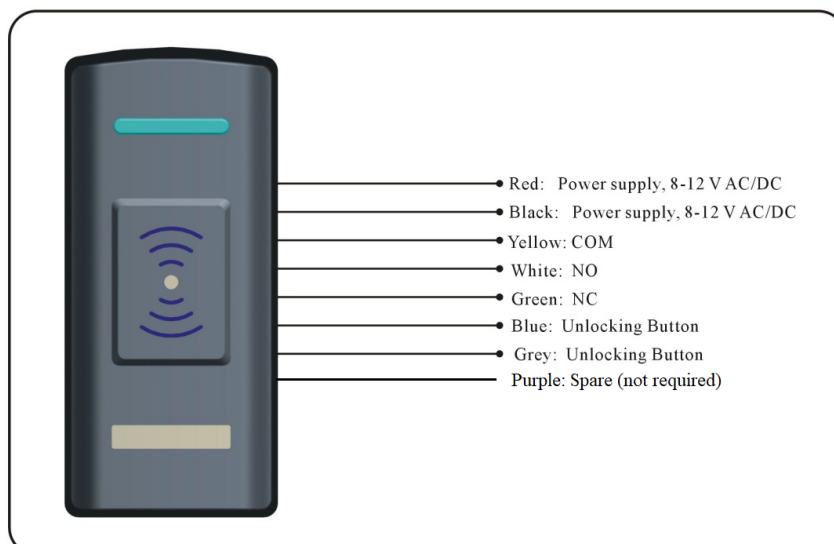 Red: Power supply, 8-12 V AC/DC
Black: Power supply, 8-12 V AC/DC
Yellow: COM
White: NO
Green: NC
Blue: Unlocking Button
Grey: Unlocking Button
Purple: Spare (not required)